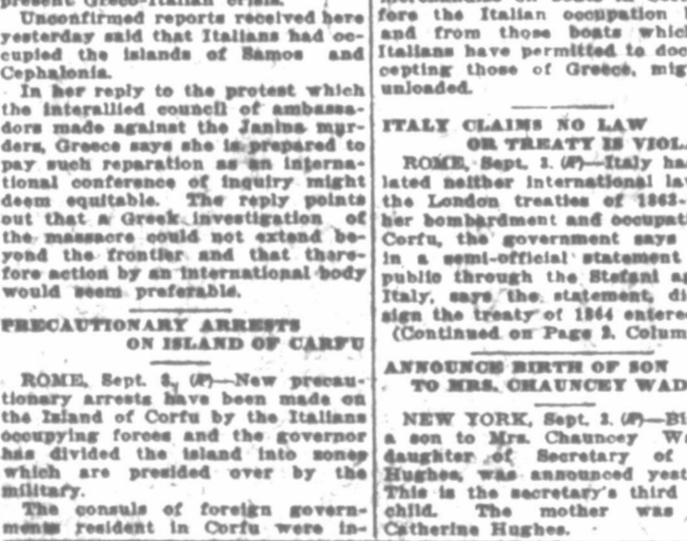 present Greco-Italian crisis.
Unconfirmed reports received here
yesterday said that Italians had oc-
cupied the islands of Samos and
Cephalonia.
In her reply to the protest which
the interallied council of ambassa-
dors made against the Janina mur-
ders, Greece says she is prepared to
pay such reparation as an interna-
tional conference of inquiry might
deem equitable. The reply points
out that a Greek investigation of
the massacre could not extend be-
yond the frontier and that there-
fore action by an international body
would seem preferable.
PRECAUTIONARY ARRESTS
ON ISLAND OF CARFU
ROME, Sept. 3, (AP)—New precau-
tionary arrests have been made on
the Island of Corfu by the Italians
occupying forces and the governor
has divided the island into zones
which are presided over by the
military.
The consuls of foreign govern-
ments resident in Corfu were in-
fore the Italian occupation
and from those boats whic
Italians have permitted to doc
cepting those of Greece, mig
unloaded.
ITALY CLAIMS NO LAW
OR TREATY IS VIOL
ROME, Sept. 3. (AP)—Italy ha
lated neither international la
the London treaties of 1863-
her bombardment and occupati
Corfu, the government says
in a semi-official statement
public through the Stefani a
Italy, says the statement, di
sign the treaty of 1864 entere
(Continued on Page 2. Colum
ANNOUNCE BIRTH OF SON
TO MRS. CHAUNCEY WAD
NEW YORK, Sept. 3. (AP)—Bi
a son to Mrs. Chauncey W
daughter of Secretary of
Hughes, was announced yest
This is the secretary's third
child. The mother was
Catherine Hughes.